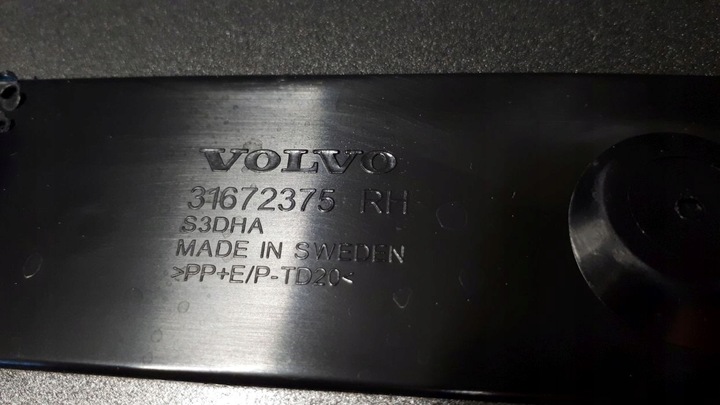 VOLVO
31672375 RH
S3DHA
MADE IN SWEDEN
>PP+E/P-TD20<